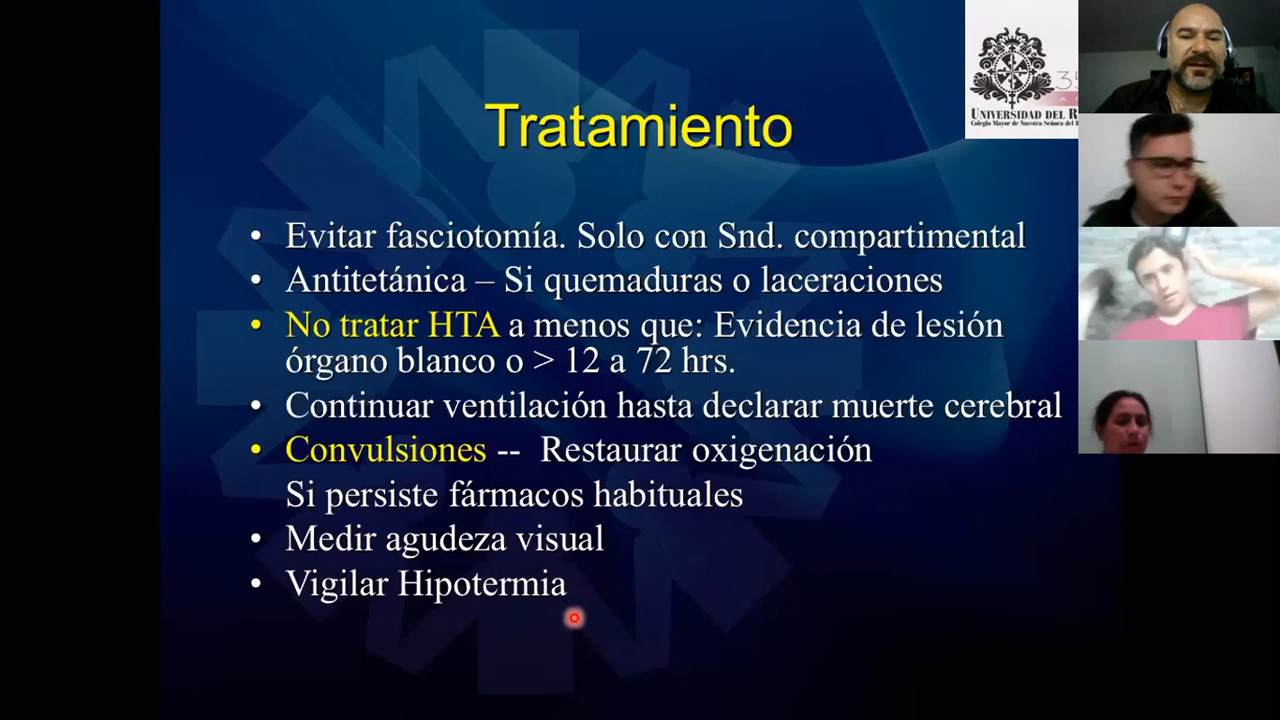 Tratamiento
• Evitar fasciotomía. Solo con Snd. compartimental
• Antitetánica – Si quemaduras o laceraciones
• No tratar HTA a menos que: Evidencia de lesión
órgano blanco o > 12 a 72 hrs.
• Continuar ventilación hasta declarar muerte cerebral
• Convulsiones -- Restaurar oxigenación
Si persiste fármacos habituales
• Medir agudeza visual
• Vigilar Hipotermia
35
UNIVERSIDAD DEL R
Colegio Mayor de Nuestra Señora del R